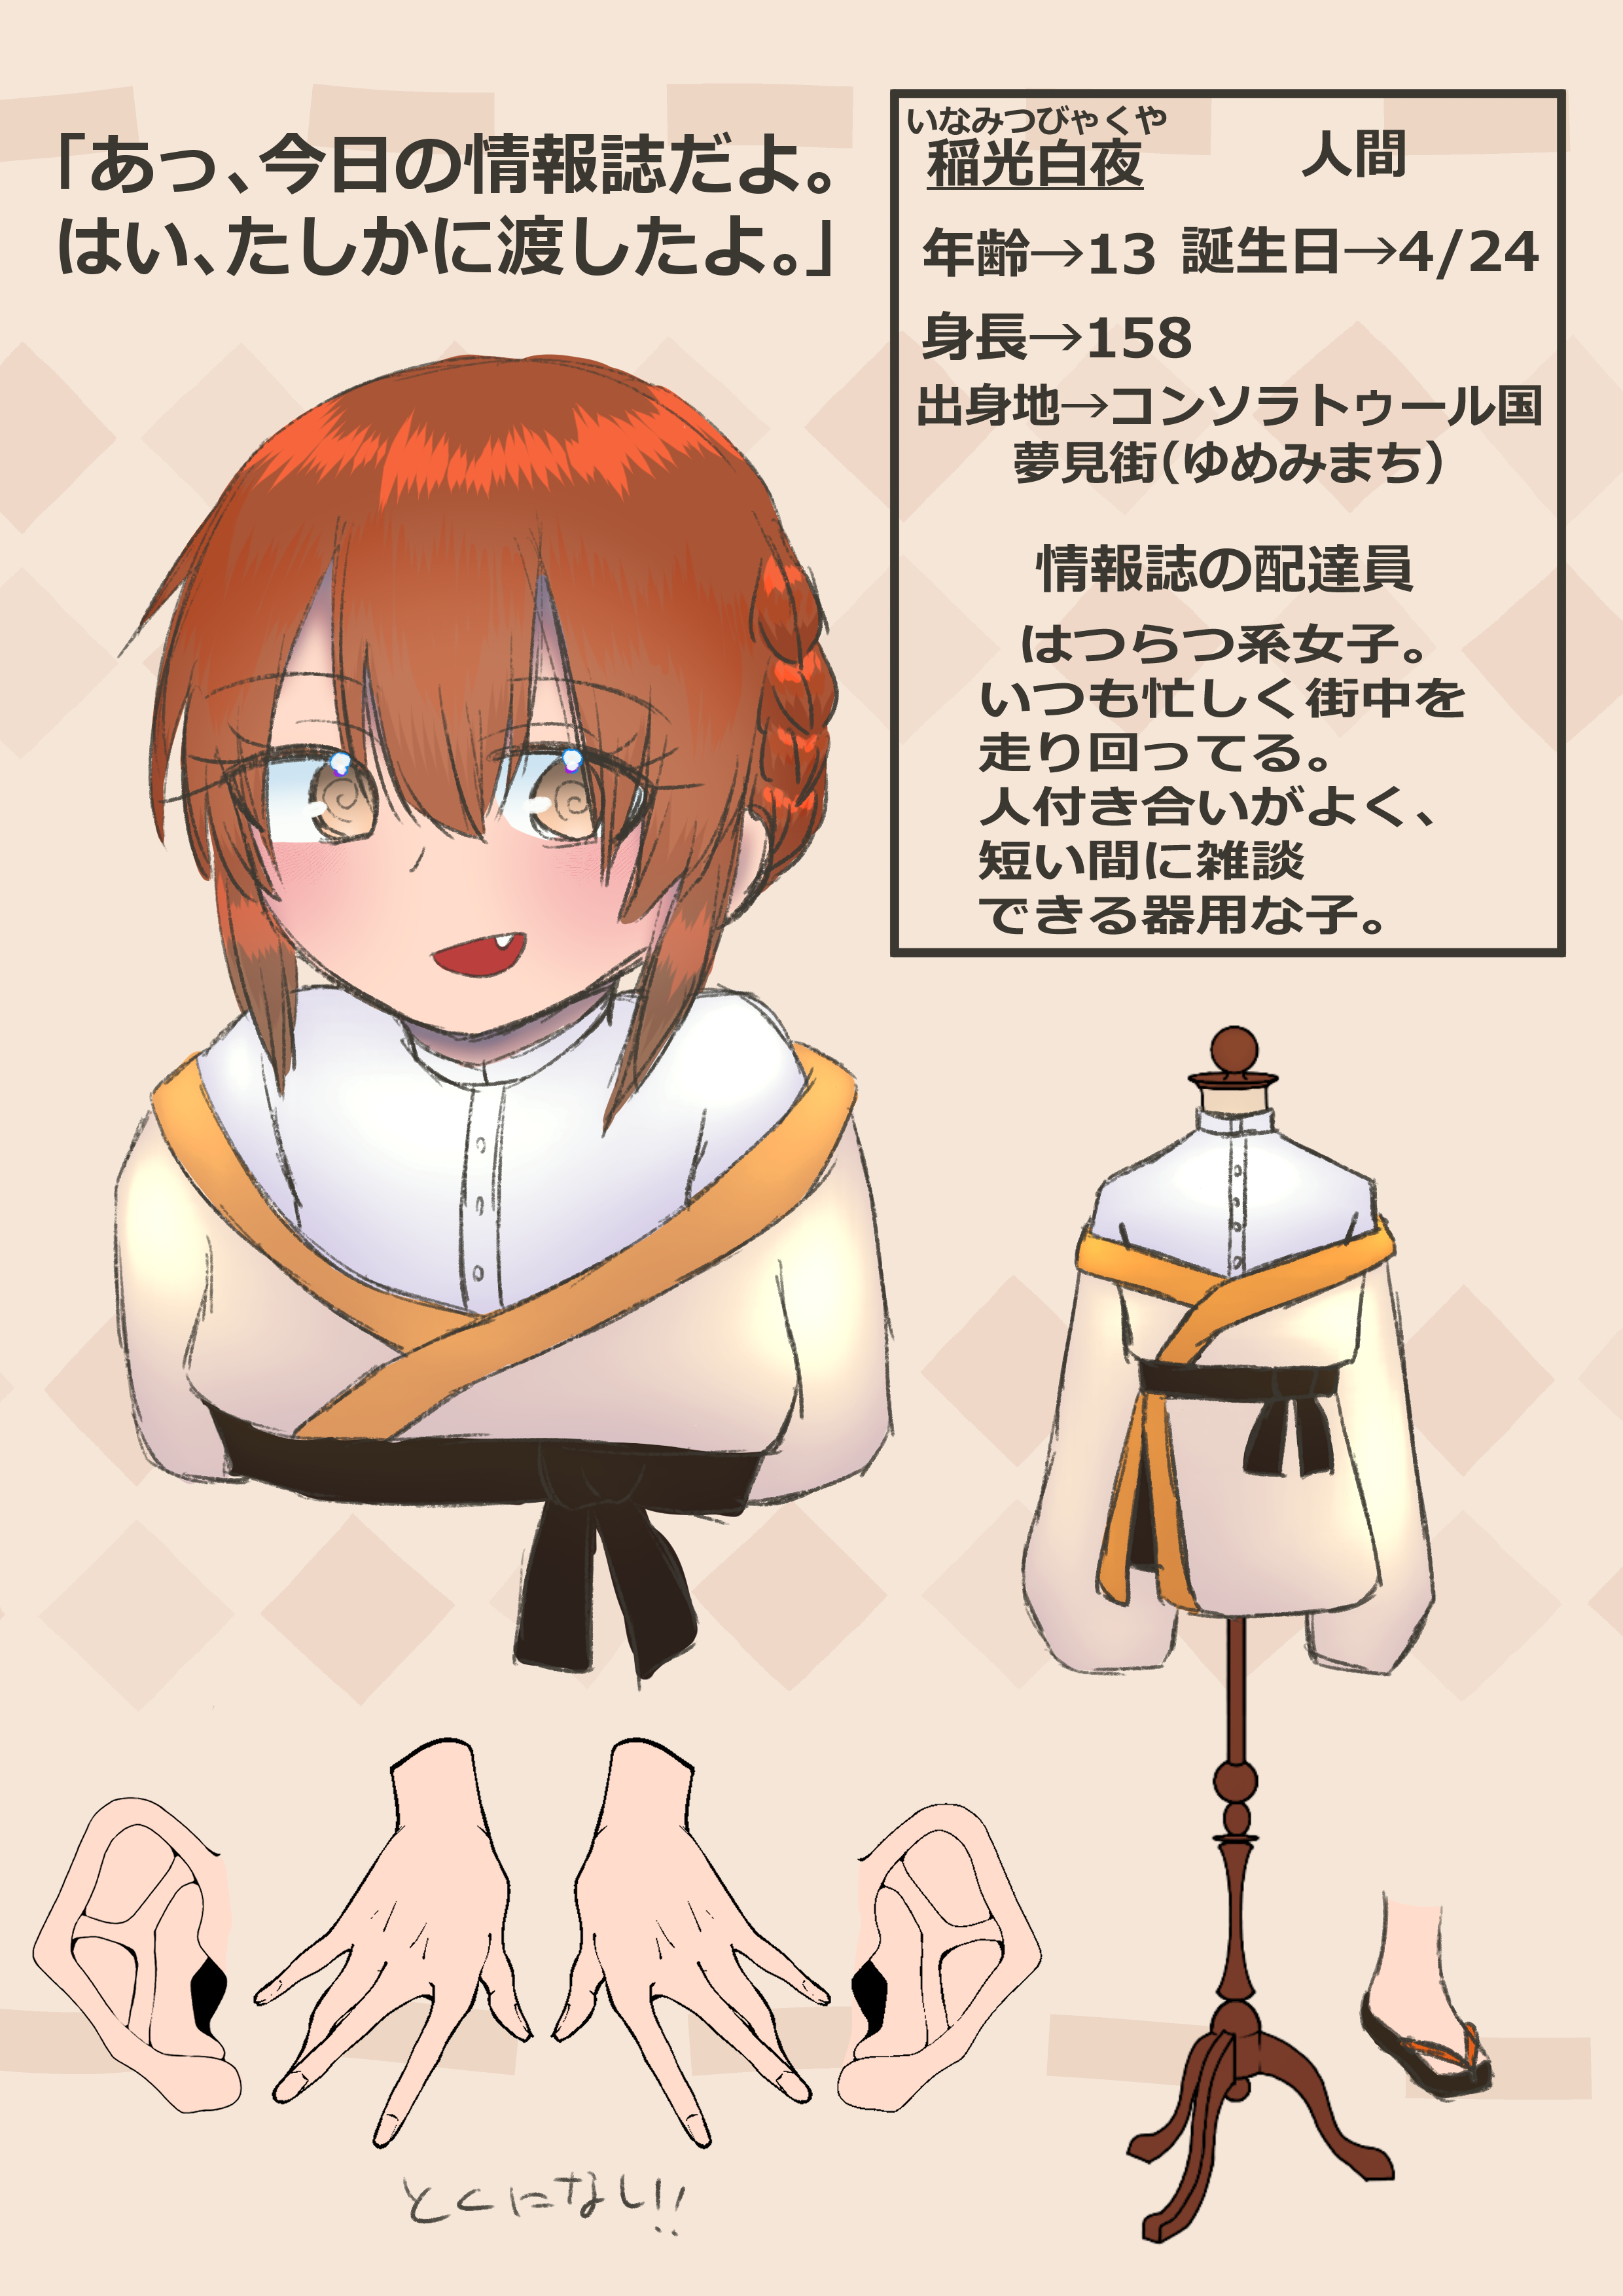 「あっ、今日の情報誌だよ。
はい、たしかに渡したよ。」
いなみつびゃくや
稲光白夜
人間
年齢→13 誕生日→4/24
身長→158
出身地→コンソラトゥール国
夢見街(ゆめみまち)
情報誌の配達員
はつらつ系女子。
いつも忙しく街中を
走り回ってる。
人付き合いがよく、
短い間に雑談
できる器用な子。
とくになし!!